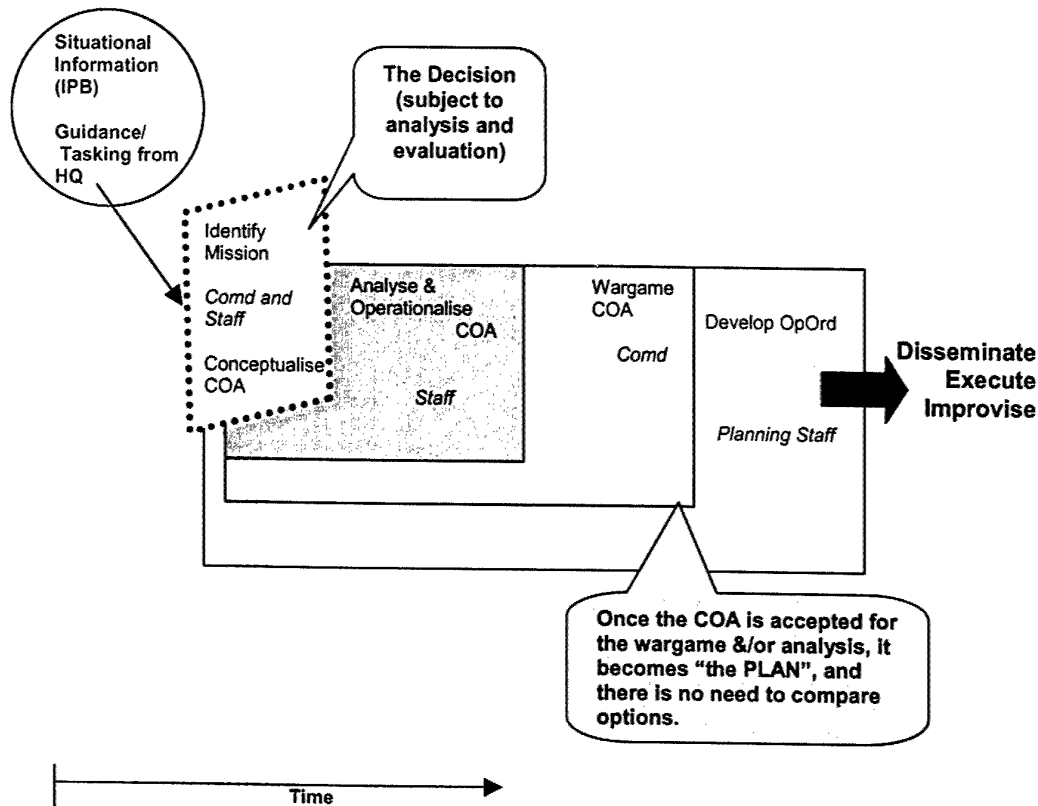 Situational
Information
(IPB)
Guidance/
Tasking from
HQ
The Decision
(subject to
analysis and
evaluation)
Identify
Mission
Comd and
Staff
Conceptualise
COA
Analyse &
Operationalise
COA
Staff
Wargame
COA
Comd
Develop OpOrd
Planning Staff
Disseminate
Execute
Improvise
Once the COA is accepted for
the wargame &/or analysis, it
becomes “the PLAN”, and
there is no need to compare
options.
Time